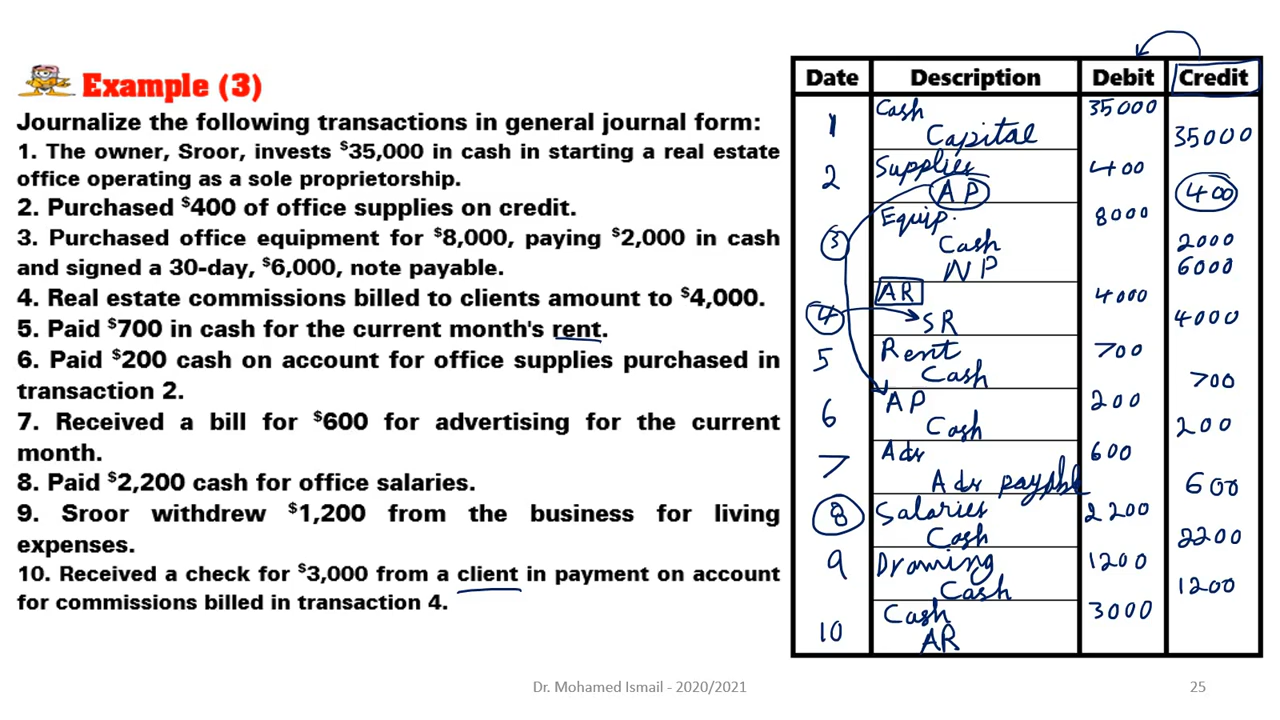 Example (3)
Journalize the following transactions in general journal form:
1. The owner, Sroor, invests $35,000 in cash in starting a real estate
office operating as a sole proprietorship.
2. Purchased $400 of office supplies on credit.
3. Purchased office equipment for $8,000, paying $2,000 in cash
and signed a 30-day, $6,000, note payable.
4. Real estate commissions billed to clients amount to $4,000.
5. Paid $700 in cash for the current month's rent.
6. Paid $200 cash on account for office supplies purchased in
transaction 2.
7. Received a bill for $600 for advertising for the current
month.
8. Paid $2,200 cash for office salaries.
9. Sroor withdrew $1,200 from the business for living
expenses.
10. Received a check for $3,000 from a client in payment on account
for commissions billed in transaction 4.
Date Description Debit Credit
1 Cash 35000
Capital 35000
2 Supplies 400
AP 400
3 Equip. 8000
Cash 2000
NP 6000
4 AR 4000
SR 4000
5 Rent 700
Cash 700
6 AP 200
Cash 200
7 Adv 600
Adv payable 600
8 Salaries 2200
Cash 2200
9 Drawing 1200
Cash 1200
10 Cash 3000
AR
Dr. Mohamed Ismail - 2020/2021
25